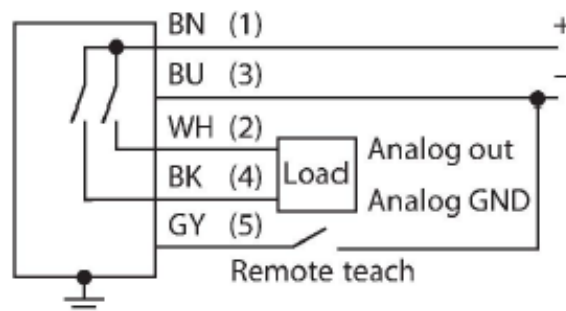 BN (1) +
BU (3) −
WH (2)
Analog out
Load
BK (4)
Analog GND
GY (5)
Remote teach